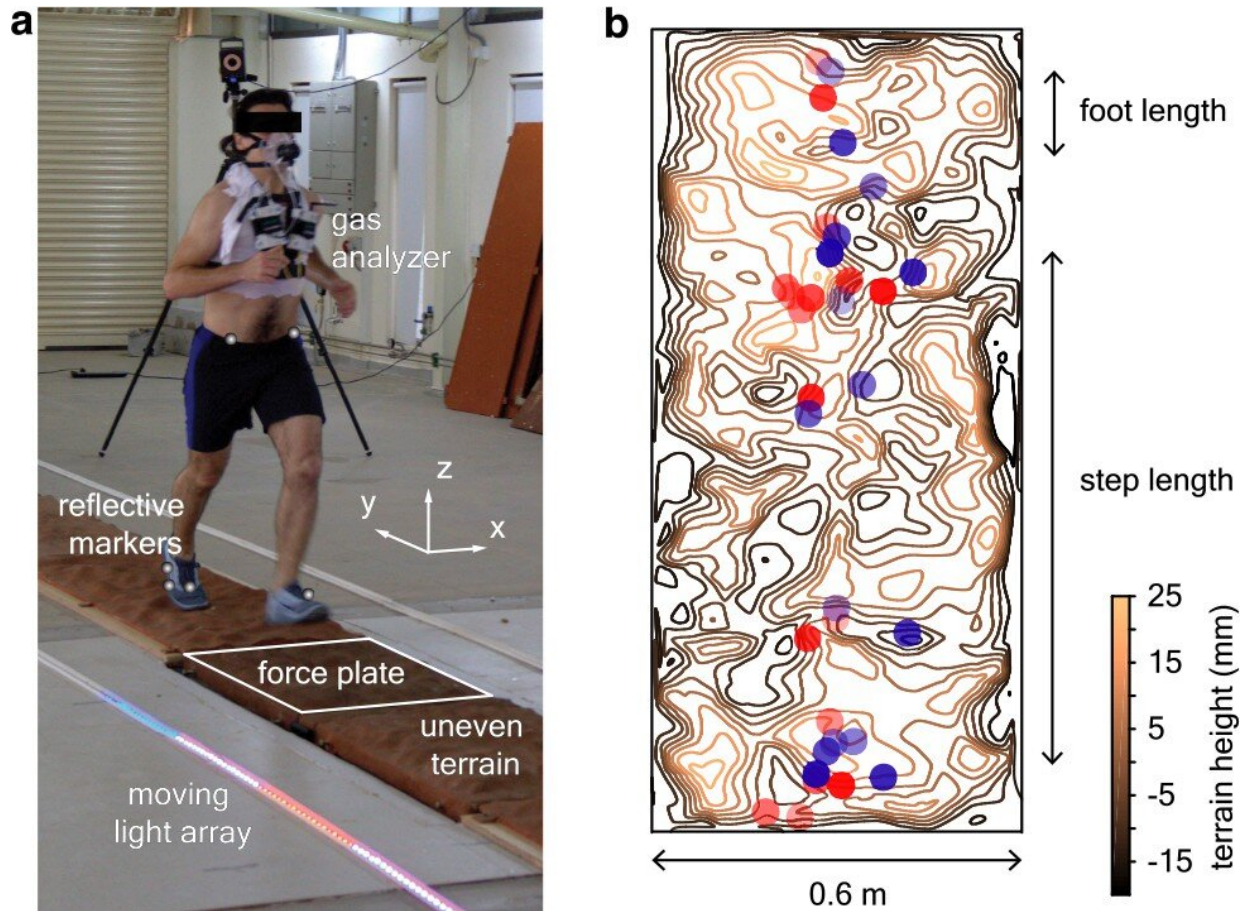 a
gas
analyzer
reflective
markers
z
y
x
force plate
uneven
terrain
moving
light array
b
foot length
step length
0.6 m
25
15
5
-5
-15
terrain height (mm)